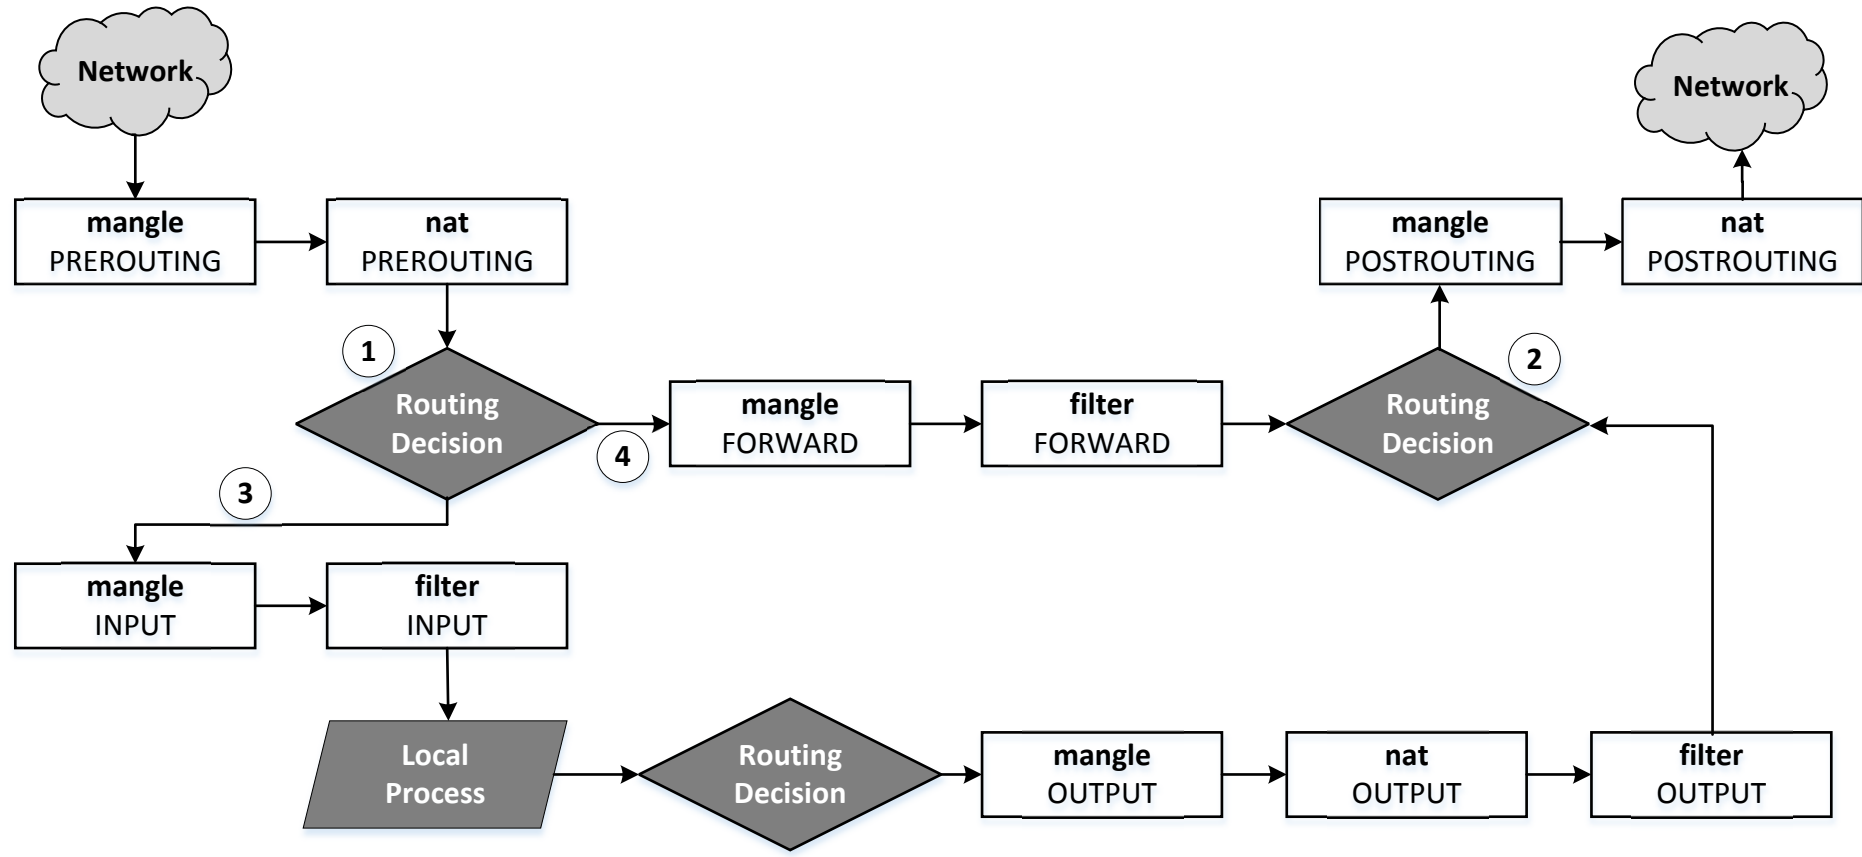 Network
Network
mangle
PREROUTING
nat
PREROUTING
mangle
POSTROUTING
nat
POSTROUTING
1
2
Routing
Decision
4
mangle
FORWARD
filter
FORWARD
Routing
Decision
3
mangle
INPUT
filter
INPUT
Local
Process
Routing
Decision
mangle
OUTPUT
nat
OUTPUT
filter
OUTPUT